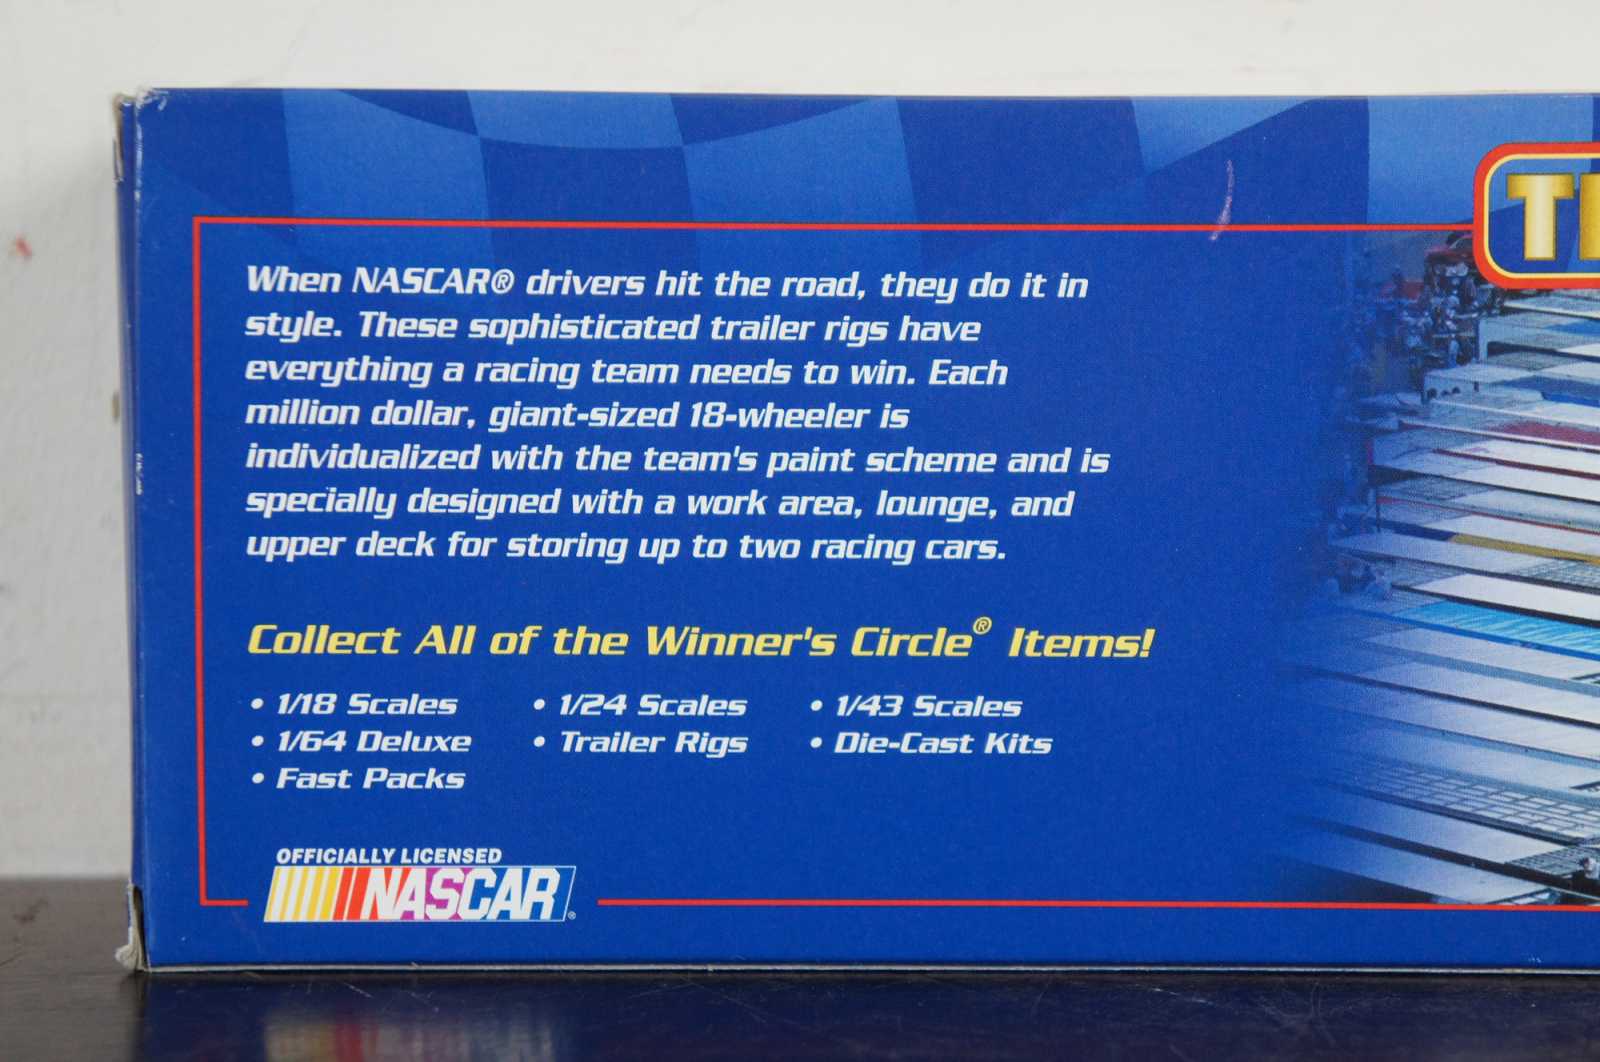 When NASCAR® drivers hit the road, they do it in
style. These sophisticated trailer rigs have
everything a racing team needs to win. Each
million dollar, giant-sized 18-wheeler is
individualized with the team's paint scheme and is
specially designed with a work area, lounge, and
upper deck for storing up to two racing cars.
Collect All of the Winner's Circle® Items!
• 1/18 Scales • 1/24 Scales • 1/43 Scales
• 1/64 Deluxe • Trailer Rigs • Die-Cast Kits
• Fast Packs
OFFICIALLY LICENSED
NASCAR®